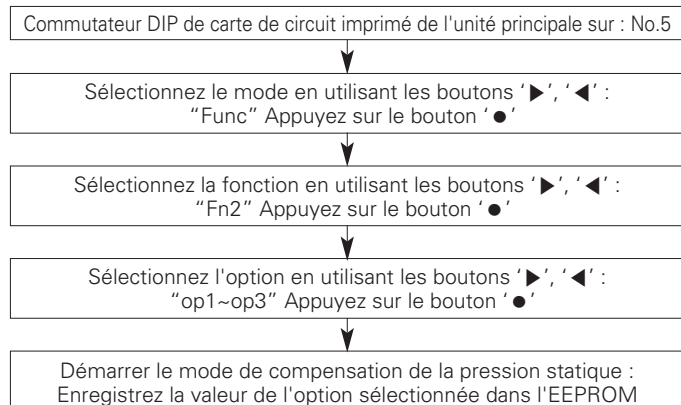 Commutateur DIP de carte de circuit imprimé de l'unité principale sur : No.5
Sélectionnez le mode en utilisant les boutons ‘▶’, ‘◀’ :
“Func” Appuyez sur le bouton ‘●’
Sélectionnez la fonction en utilisant les boutons ‘▶’, ‘◀’ :
“Fn2” Appuyez sur le bouton ‘●’
Sélectionnez l'option en utilisant les boutons ‘▶’, ‘◀’ :
“op1~op3” Appuyez sur le bouton ‘●’
Démarrer le mode de compensation de la pression statique :
Enregistrez la valeur de l'option sélectionnée dans l'EEPROM